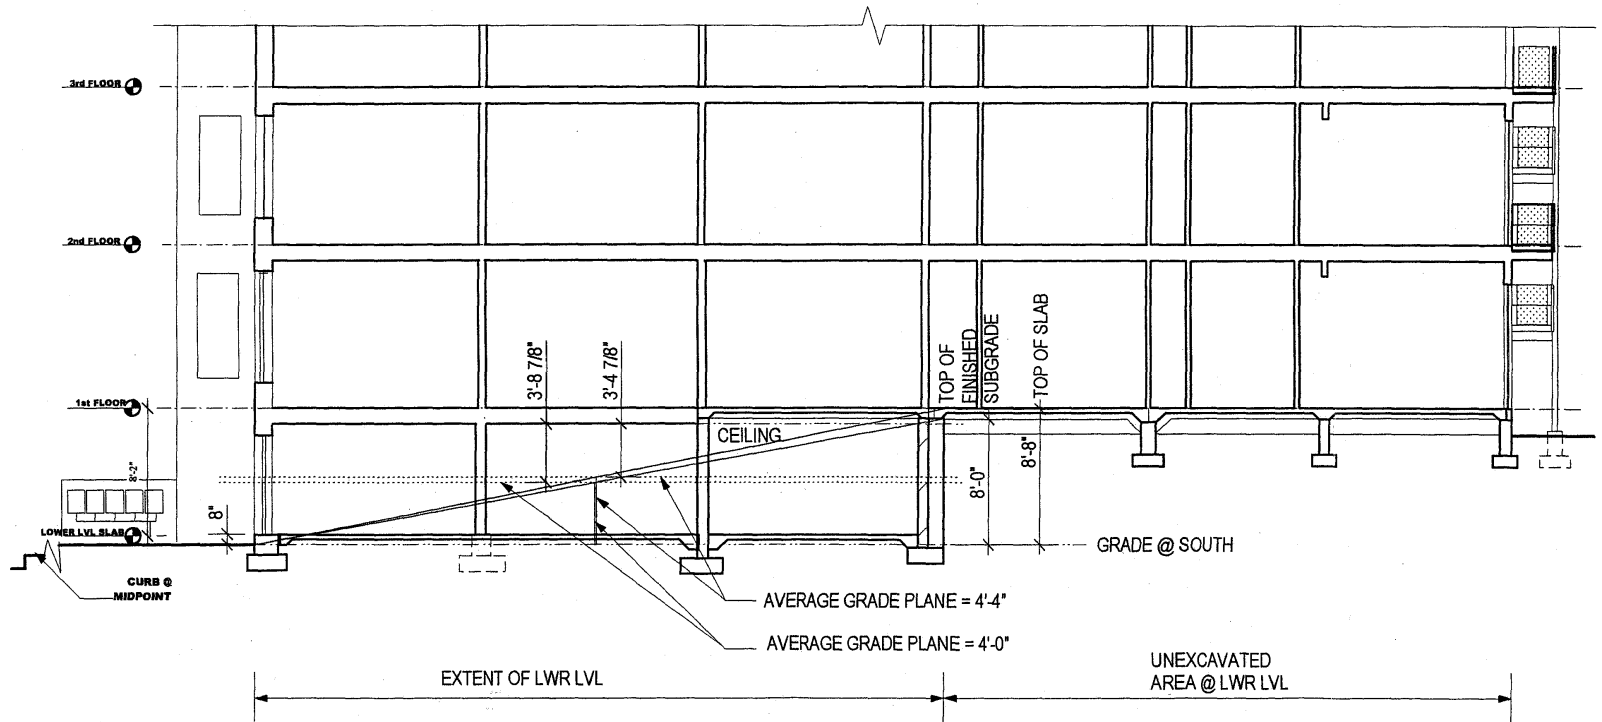 3rd FLOOR
2nd FLOOR
3'-8 7/8"
3'-4 7/8"
TOP OF
FINISHED
SUBGRADE
TOP OF SLAB
1st FLOOR
CEILING
8'-2"
8"
8'-0"
8'-8"
LOWER LVL SLAB
GRADE @ SOUTH
CURB @
MIDPOINT
AVERAGE GRADE PLANE = 4'-4"
AVERAGE GRADE PLANE = 4'-0"
EXTENT OF LWR LVL
UNEXCAVATED
AREA @ LWR LVL